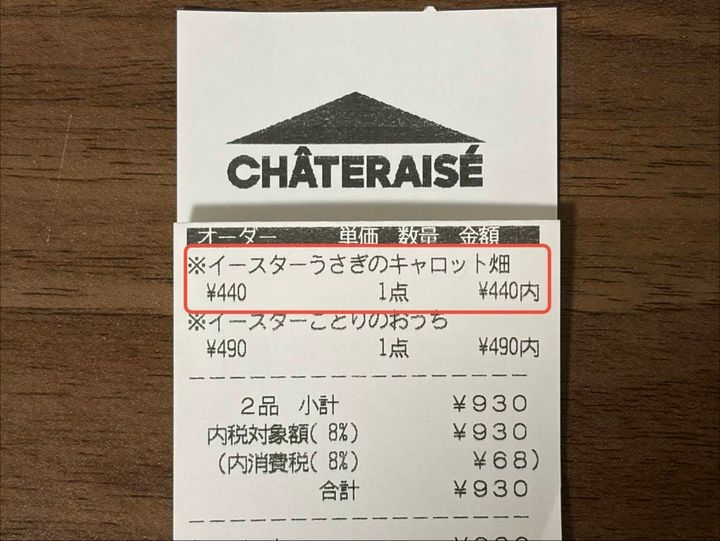 CHÂTERAISÉ
オーダー 単価 数量 金額
※イースターうさぎのキャロット畑
¥440 1点 ¥440内
※イースターことりのおうち
¥490 1点 ¥490内
2品 小計 ¥930
内税対象額( 8%) ¥930
(内消費税( 8%) ¥68)
合計 ¥930